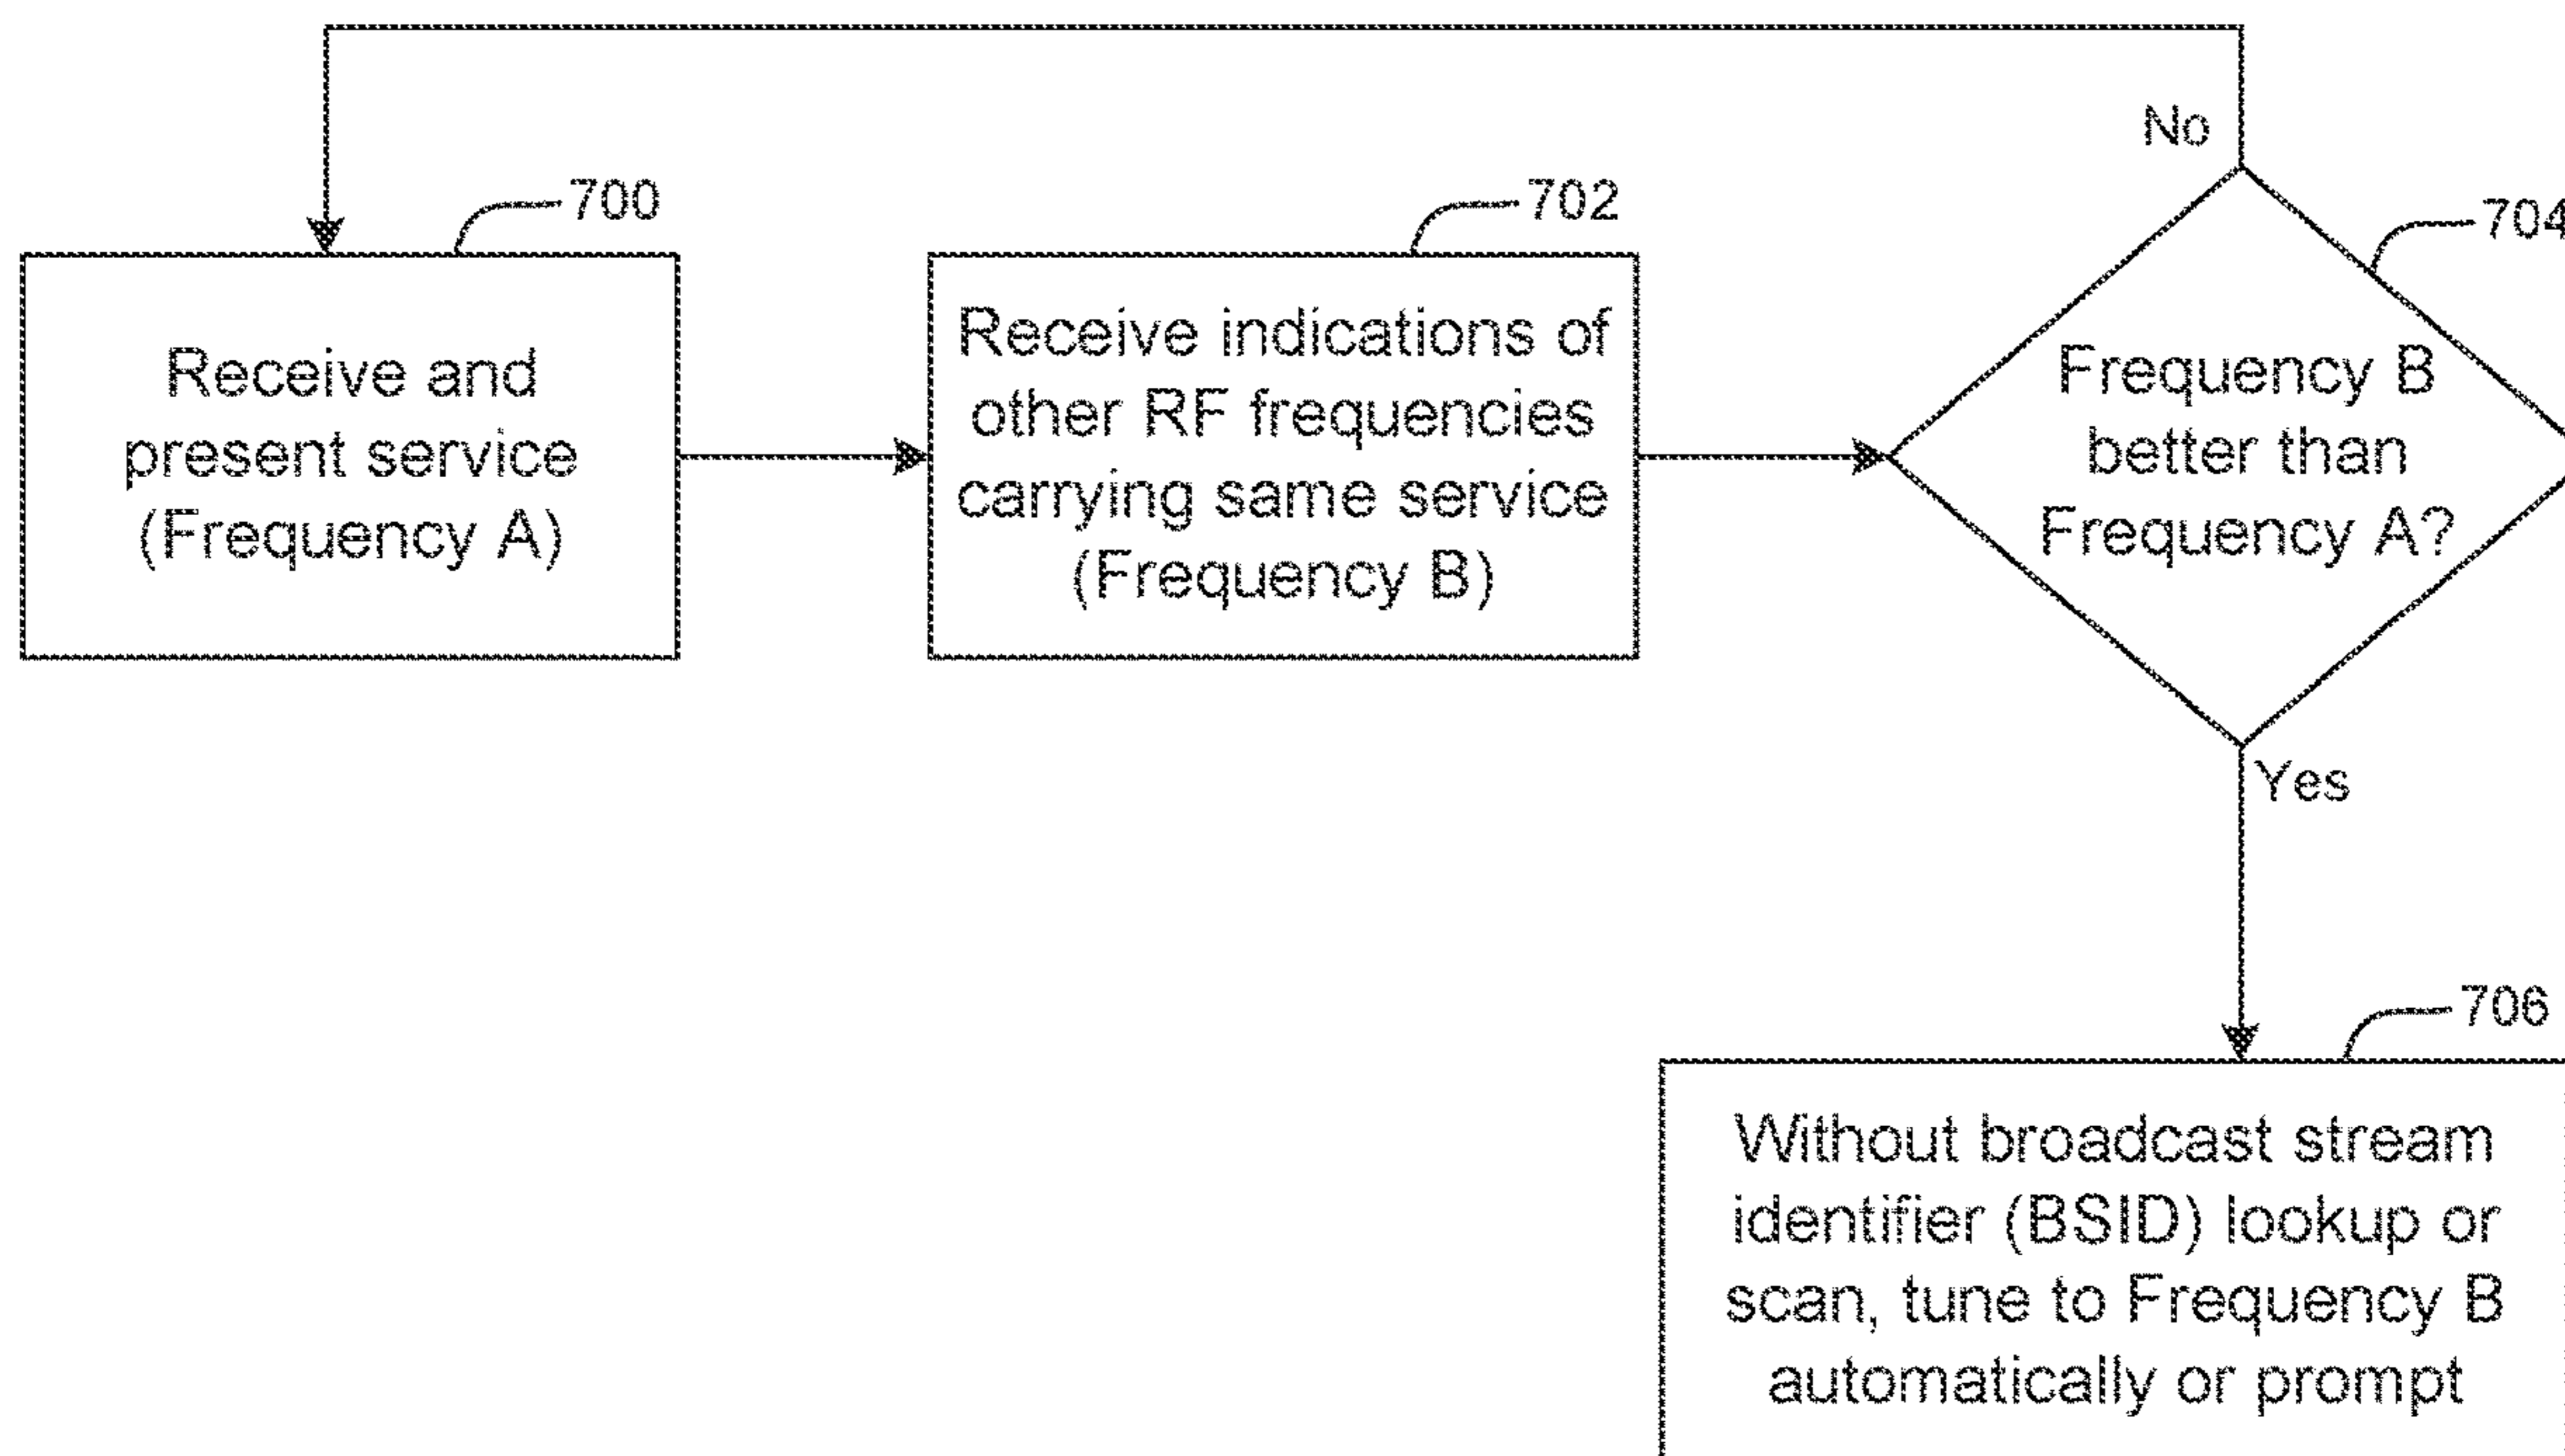 No
700
702
704
Receive and
present service
(Frequency A)
Receive indications of
other RF frequencies
carrying same service
(Frequency B)
Frequency B
better than
Frequency A?
Yes
706
Without broadcast stream
identifier (BSID) lookup or
scan, tune to Frequency B
automatically or prompt